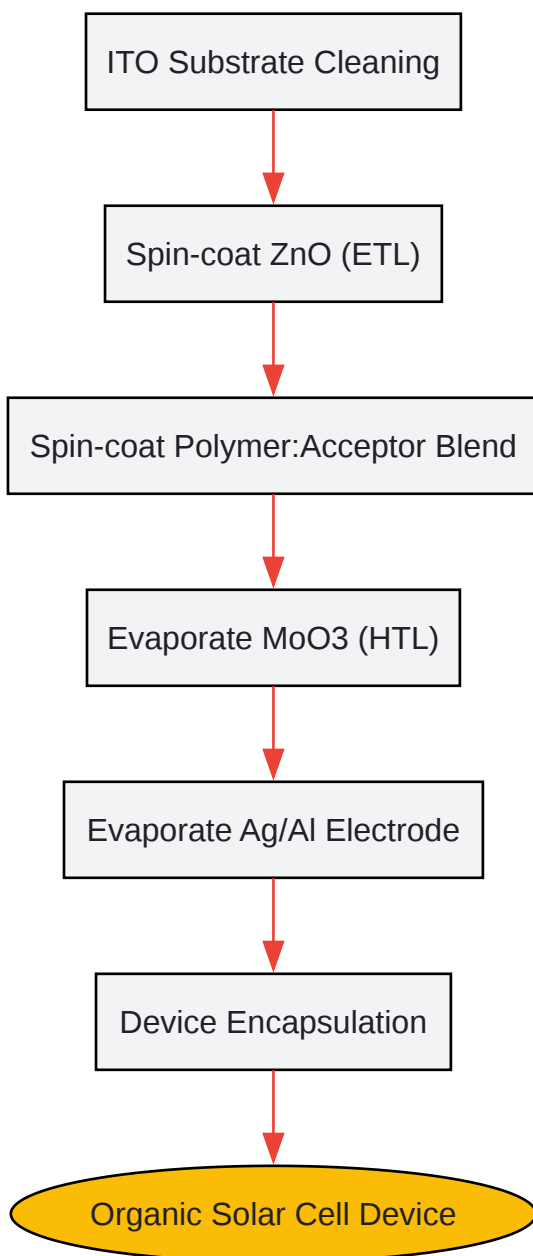 ITO Substrate Cleaning
Spin-coat ZnO (ETL)
Spin-coat Polymer:Acceptor Blend
Evaporate MoO3 (HTL)
Evaporate Ag/Al Electrode
Device Encapsulation
Organic Solar Cell Device